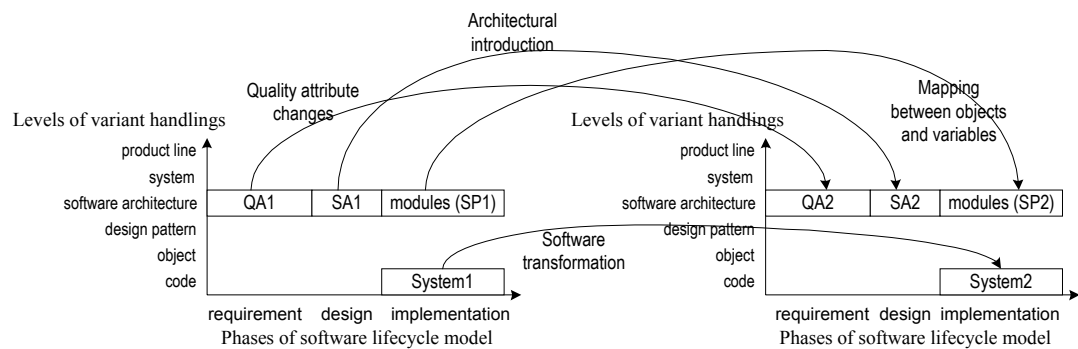 Architectural
introduction
Quality attribute
changes
Mapping
between objects
and variables
Levels of variant handlings
product line
system
software architecture
design pattern
object
code
QA1
SA1
modules (SP1)
System1
requirement
design
implementation
Phases of software lifecycle model
Software
transformation
Levels of variant handlings
product line
system
software architecture
design pattern
object
code
QA2
SA2
modules (SP2)
System2
requirement
design
implementation
Phases of software lifecycle model